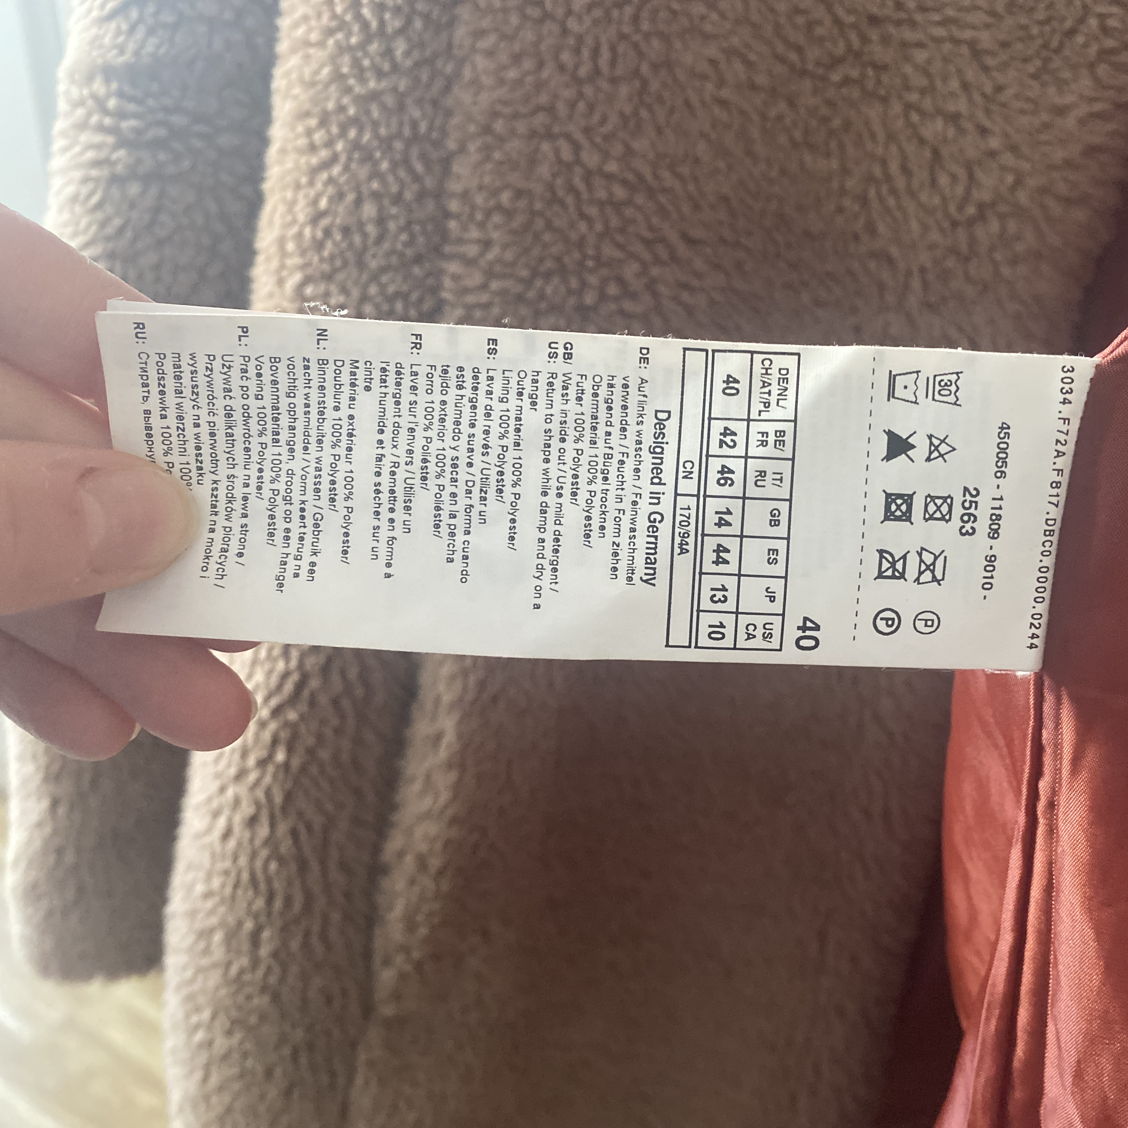 3034.F72A.F817.DBC0.0000.0244
450056 - 11809 - 9010 -
2563
30
P
P
40
DE/NL/ BE/ IT/ GB ES JP US/
CH/AT/PL FR RU CA
40 42 46 14 44 13 10
CN 170/94A
Designed in Germany
DE: Auf links waschen / Feinwaschmittel
verwenden / Feucht in Form ziehen
hängend auf Bügel trocknen
Obermaterial 100% Polyester/
Futter 100% Polyester/
GB/ Wash inside out / Use mild detergent /
US: Return to shape while damp and dry on a
hanger
Outer material 100% Polyester/
Lining 100% Polyester/
ES: Lavar del revés / Utilizar un
detergente suave / Dar forma cuando
esté húmedo y secar en la percha
tejido exterior 100% Poliéster/
Forro 100% Poliéster/
FR: Laver sur l'envers / Utiliser un
détergent doux / Remettre en forme à
l'état humide et faire sécher sur un
cintre
Matériau extérieur 100% Polyester/
Doublure 100% Polyester/
NL: Binnenstebuiten wassen / Gebruik een
zacht wasmiddel / Vorm keert terug na
vochtig ophangen, droogt op een hanger
Bovenmateriaal 100% Polyester/
Voering 100% Polyester/
PL: Prać po odwróceniu na lewą stronę /
Używać delikatnych środków piorących /
Przywrócić pierwotny kształt na mokro i
wysuszyć na wieszaku
materiał wierzchni 100%
Podszewka 100%
RU: Стирать,